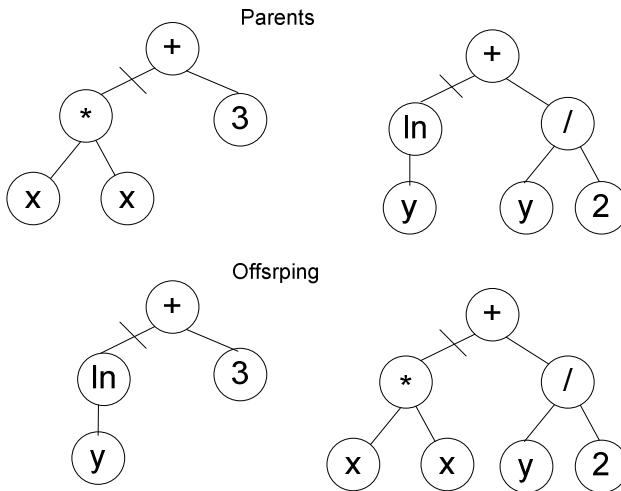 Parents
+ +
* 3 ln /
x x y y 2
Offsrping
+ +
ln 3 * /
y x x y 2